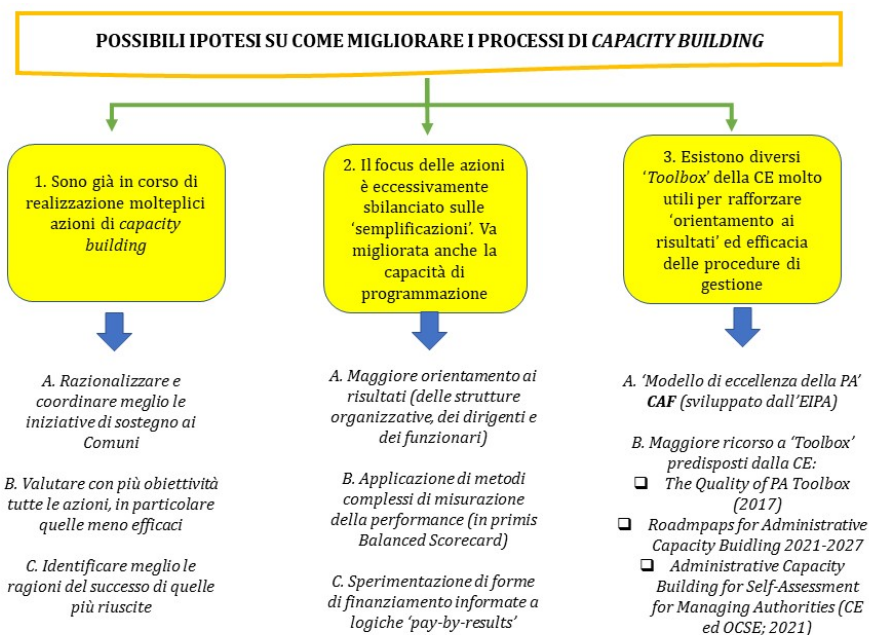 POSSIBILI IPOTESI SU COME MIGLIORARE I PROCESSI DI CAPACITY BUILDING
1. Sono già in corso di
realizzazione molteplici
azioni di capacity
building
A. Razionalizzare e
coordinare meglio le
iniziative di sostegno ai
Comuni
B. Valutare con più obiettività
tutte le azioni, in particolare
quelle meno efficaci
C. Identificare meglio le
ragioni del successo di quelle
più riuscite
2. Il focus delle azioni
è eccessivamente
sbilanciato sulle
‘semplificazioni’. Va
migliorata anche la
capacità di
programmazione
A. Maggiore orientamento ai
risultati (delle strutture
organizzative, dei dirigenti e
dei funzionari)
B. Applicazione di metodi
complessi di misurazione
della performance (in primis
Balanced Scorecard)
C. Sperimentazione di forme
di finanziamento informate a
logiche ‘pay-by-results’
3. Esistono diversi
‘Toolbox’ della CE molto
utili per rafforzare
‘orientamento ai
risultati’ ed efficacia
delle procedure di
gestione
A. ‘Modello di eccellenza della PA’
CAF (sviluppato dall’EIPA)
B. Maggiore ricorso a ‘Toolbox’
predisposti dalla CE:
❑ The Quality of PA Toolbox
(2017)
❑ Roadmpaps for Administrative
Capacity Buidling 2021-2027
❑ Administrative Capacity
Building for Self-Assessment
for Managing Authorities (CE
ed OCSE; 2021)